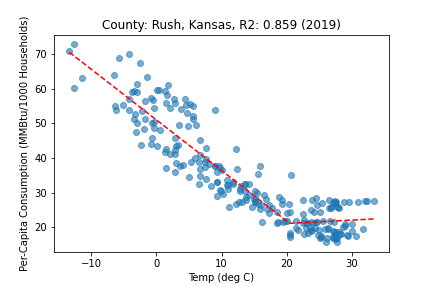 County: Rush, Kansas, R2: 0.859 (2019)
Per-Capita Consumption (MMBtu/1000 Households)
70
60
50
40
30
20
−10 0 10 20 30
Temp (deg C)